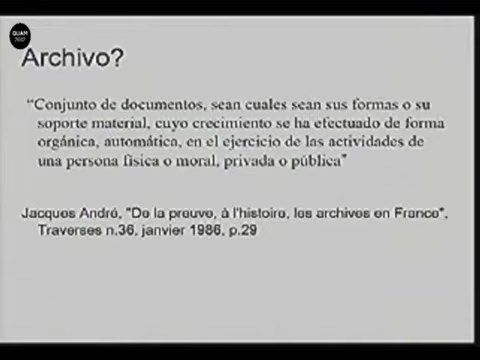 QUAM
2007
Archivo?
“Conjunto de documentos, sean cuales sean sus formas o su
soporte material, cuyo crecimiento se ha efectuado de forma
orgánica, automática, en el ejercicio de las actividades de
una persona física o moral, privada o pública”
Jacques André, "De la preuve, à l'histoire, les archives en France",
Traverses n.36, janvier 1986, p.29